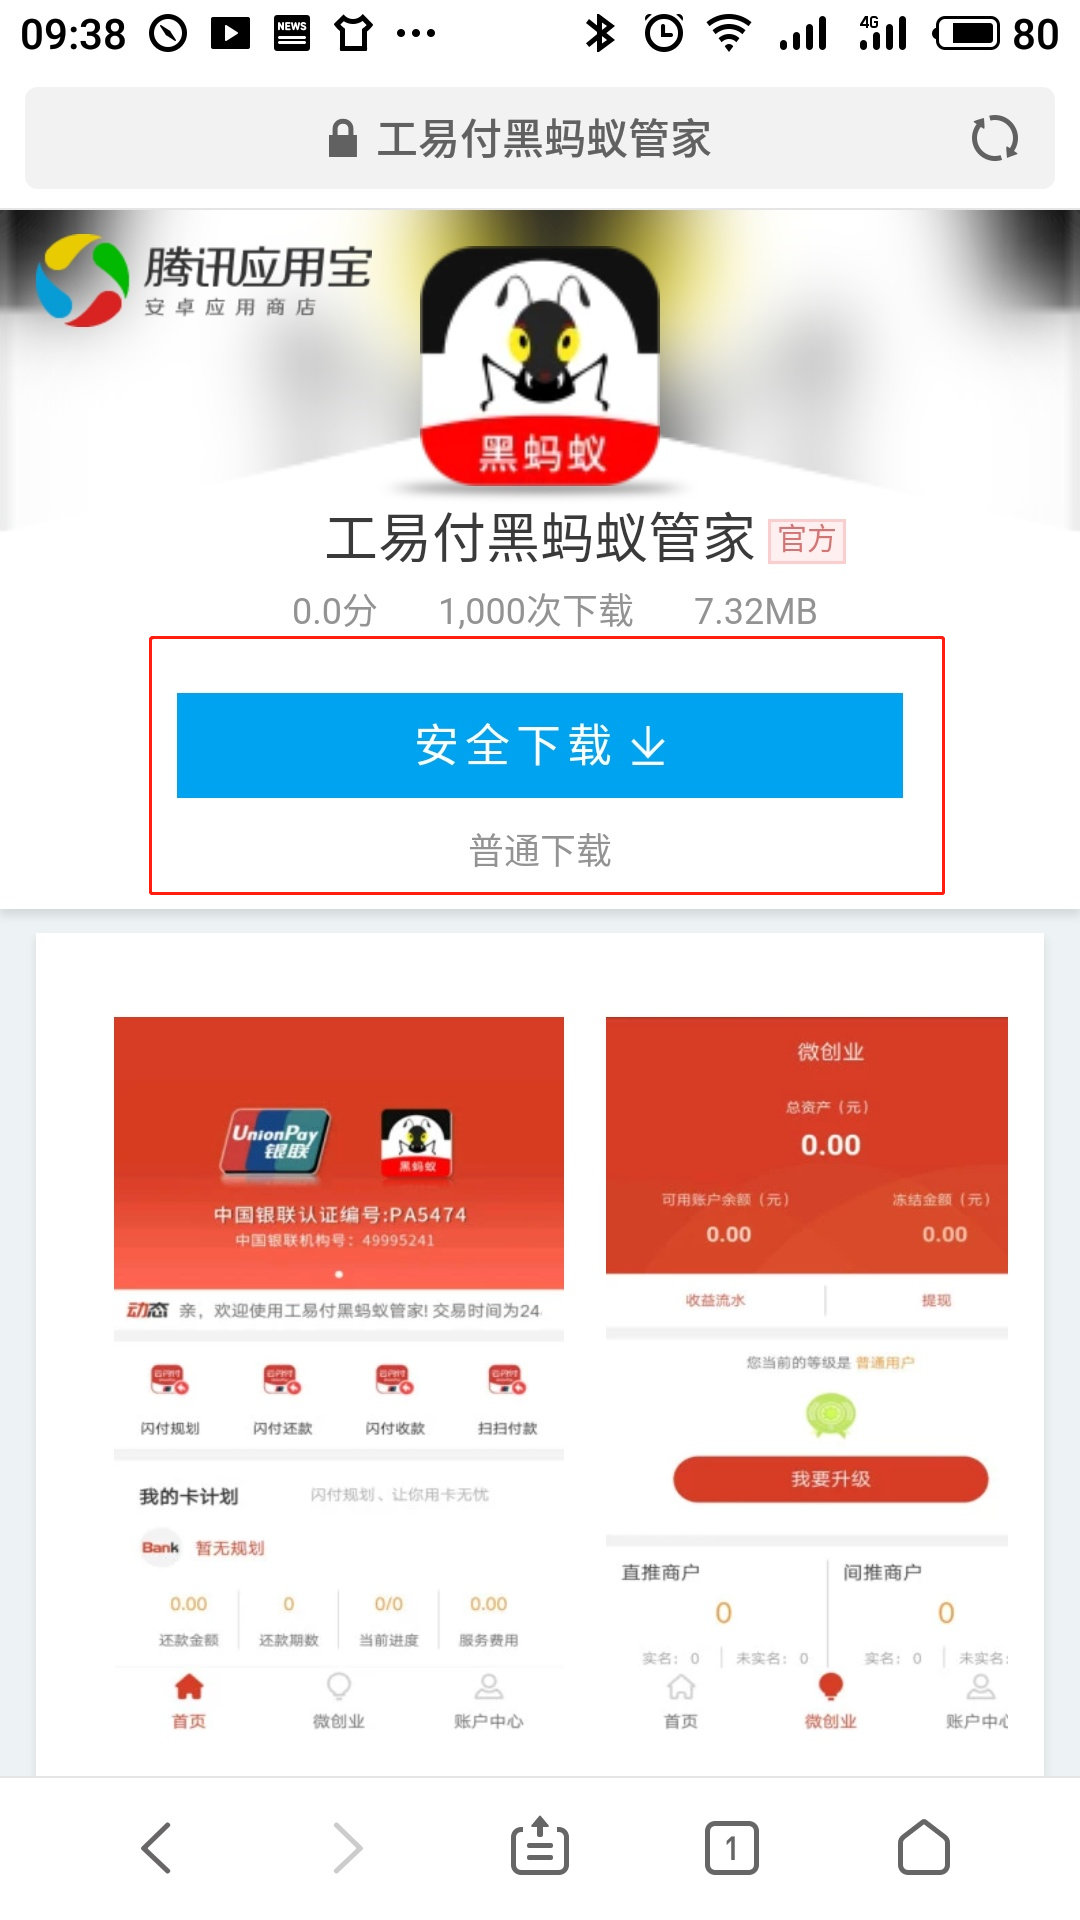 09:38
NEWS
4G
80
工易付黑蚂蚁管家
腾讯应用宝
安卓应用商店
黑蚂蚁
工易付黑蚂蚁管家 官方
0.0分 1,000次下载 7.32MB
安全下载
普通下载
UnionPay
银联
黑蚂蚁
中国银联认证编号:PA5474
中国银联机构号：49995241
动态 亲，欢迎使用工易付黑蚂蚁管家! 交易时间为24
闪付规划 闪付还款 闪付收款 扫扫付款
我的卡计划 闪付规划、让你用卡无忧
Bank 暂无规划
0.00 0 0/0 0.00
还款金额 还款期数 当前进度 服务费用
首页 微创业 账户中心
微创业
总资产（元）
0.00
可用账户余额（元） 冻结金额（元）
0.00 0.00
收益流水 提现
您当前的等级是 普通用户
我要升级
直推商户 间推商户
0 0
实名：0 未实名：0 实名：0 未实名:
首页 微创业 账户中心
1